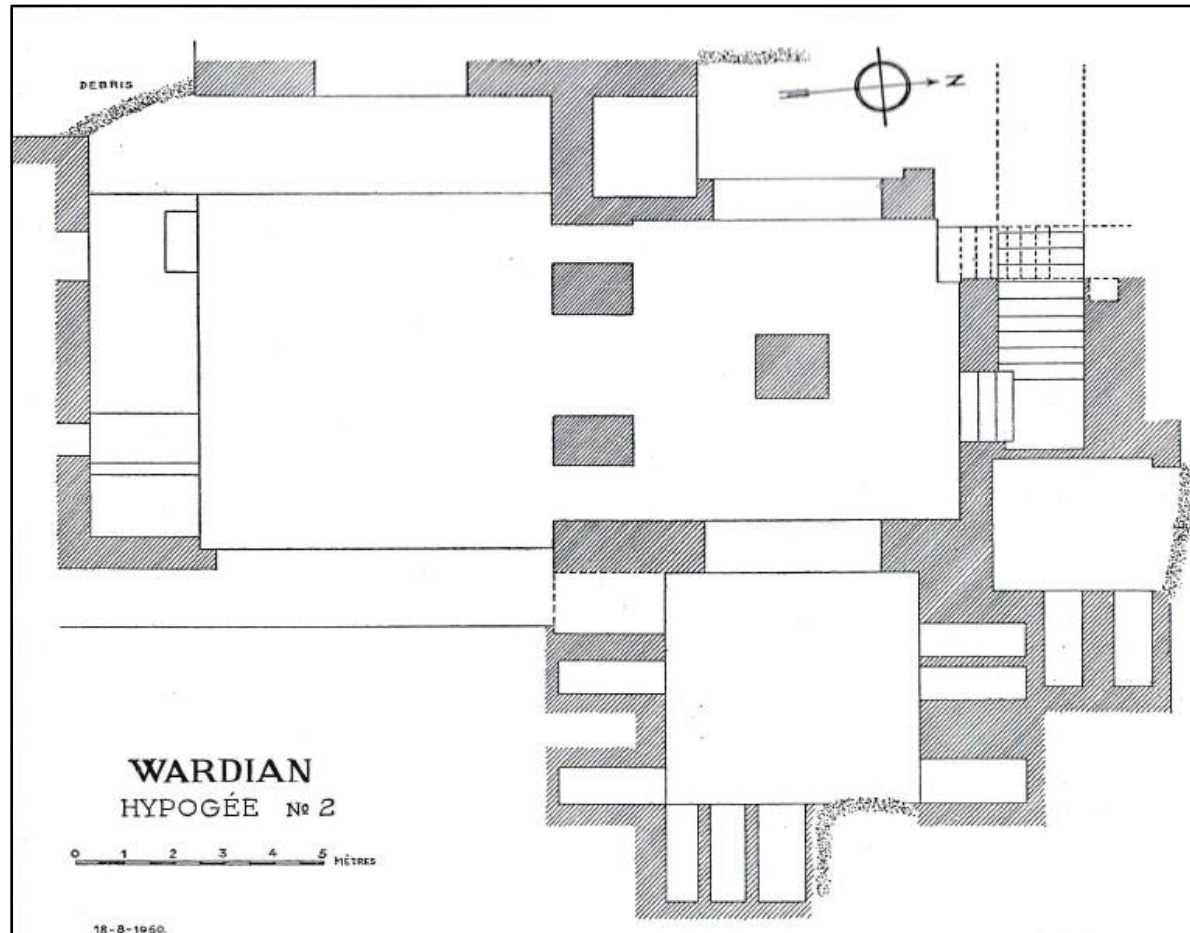 DEBRIS
N
WARDIAN
HYPOGÉE Nº 2
0 1 2 3 4 5 MÈTRES
18-8-1960.